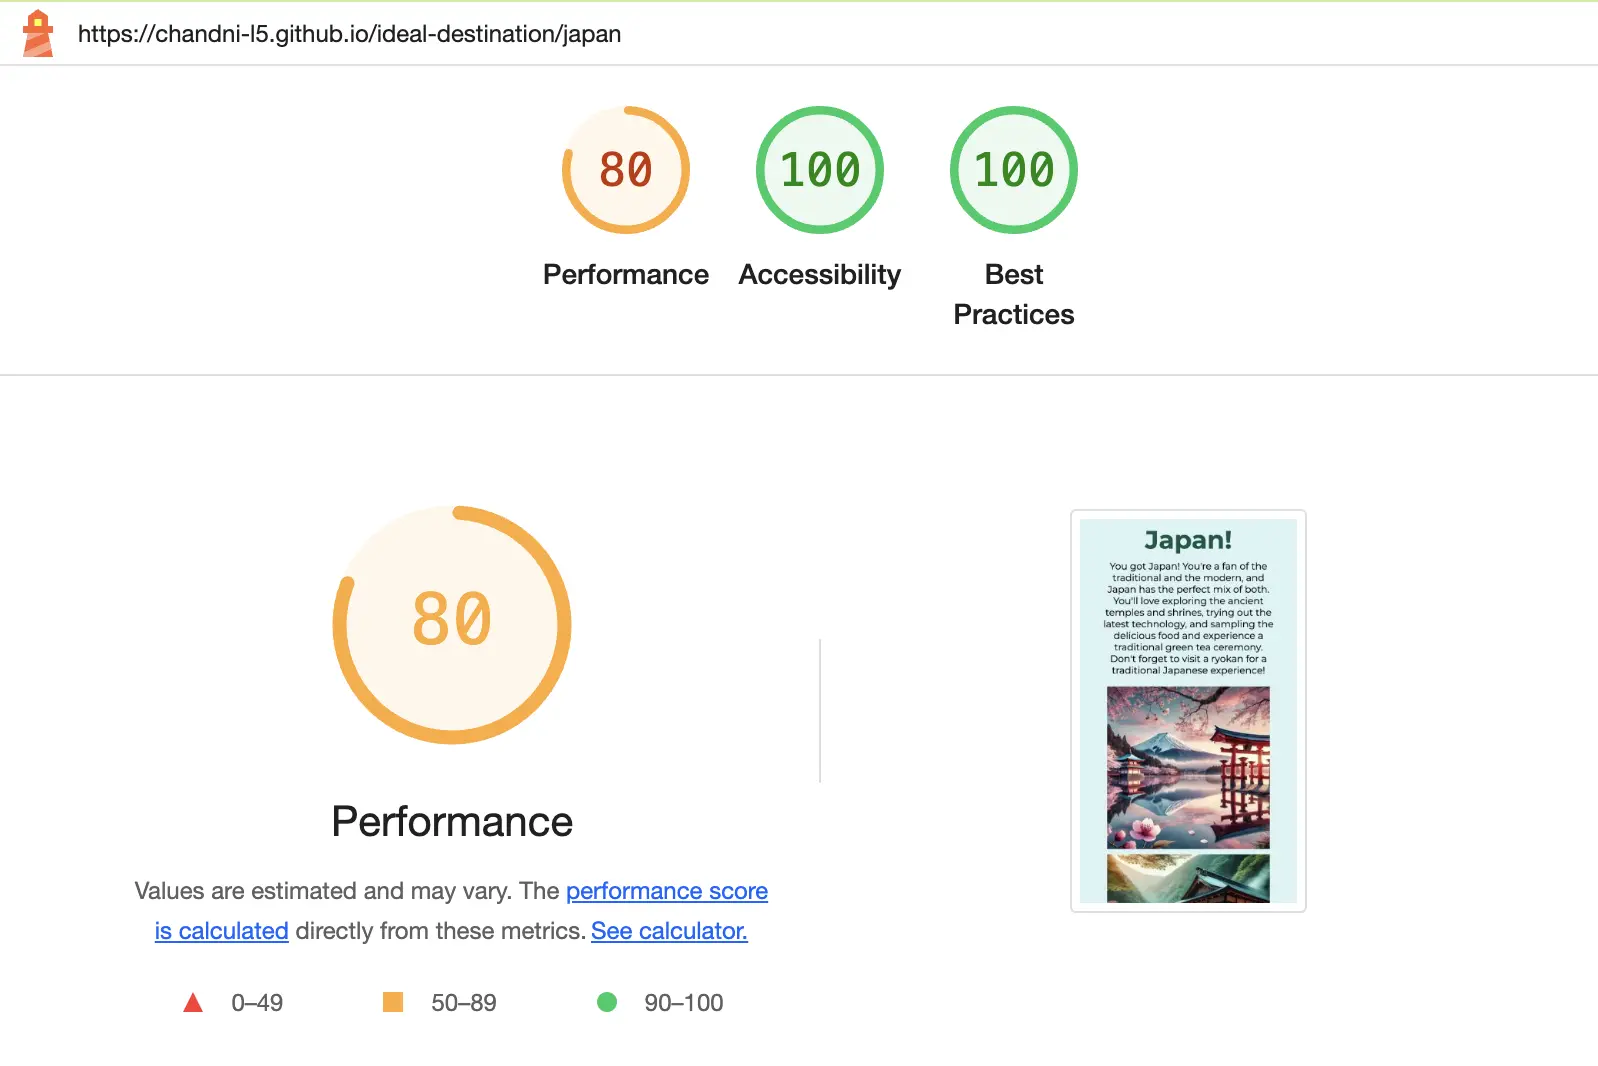 https://chandni-l5.github.io/ideal-destination/japan
80
100
100
Performance
Accessibility
Best
Practices
80
Performance
Values are estimated and may vary. The performance score
is calculated directly from these metrics. See calculator.
0–49
50–89
90–100
Japan!
You got Japan! You're a fan of the
traditional and the modern, and
Japan has the perfect mix of both.
You'll love exploring the ancient
temples and shrines, trying out the
latest technology, and sampling the
delicious food and experience a
traditional green tea ceremony.
Don't forget to visit a ryokan for a
traditional Japanese experience!